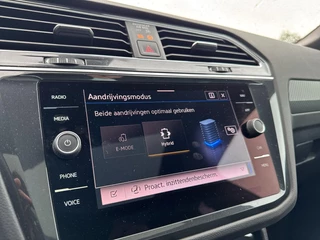 RADIO
MEDIA
PHONE
VOICE
Aandrijvingsmodus
Beide aandrijvingen optimaal gebruiken
E-MODE
Hybrid
Proact. inzittendenbescherm.